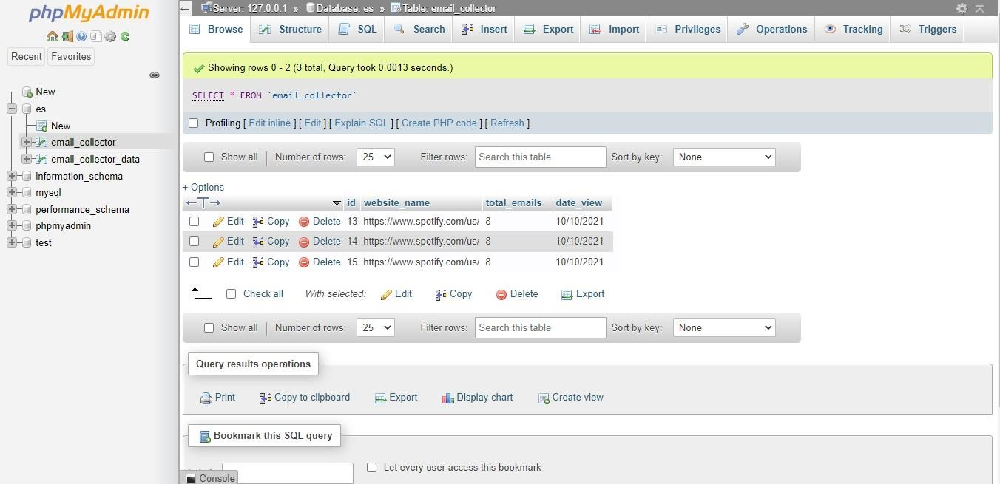 phpMyAdmin
Recent Favorites
New
es
New
email_collector
email_collector_data
information_schema
mysql
performance_schema
phpmyadmin
test
Server: 127.0.0.1 » Database: es » Table: email_collector
Browse Structure SQL Search Insert Export Import Privileges Operations Tracking Triggers
Showing rows 0 - 2 (3 total, Query took 0.0013 seconds.)
SELECT * FROM `email_collector`
Profiling [ Edit inline ] [ Edit ] [ Explain SQL ] [ Create PHP code ] [ Refresh ]
Show all | Number of rows: 25 Filter rows: Search this table Sort by key: None
+ Options
←T→ id website_name total_emails date_view
Edit Copy Delete 13 https://www.spotify.com/us/ 8 10/10/2021
Edit Copy Delete 14 https://www.spotify.com/us/ 8 10/10/2021
Edit Copy Delete 15 https://www.spotify.com/us/ 8 10/10/2021
Check all With selected: Edit Copy Delete Export
Show all | Number of rows: 25 Filter rows: Search this table Sort by key: None
Query results operations
Print Copy to clipboard Export Display chart Create view
Bookmark this SQL query
Let every user access this bookmark
Console